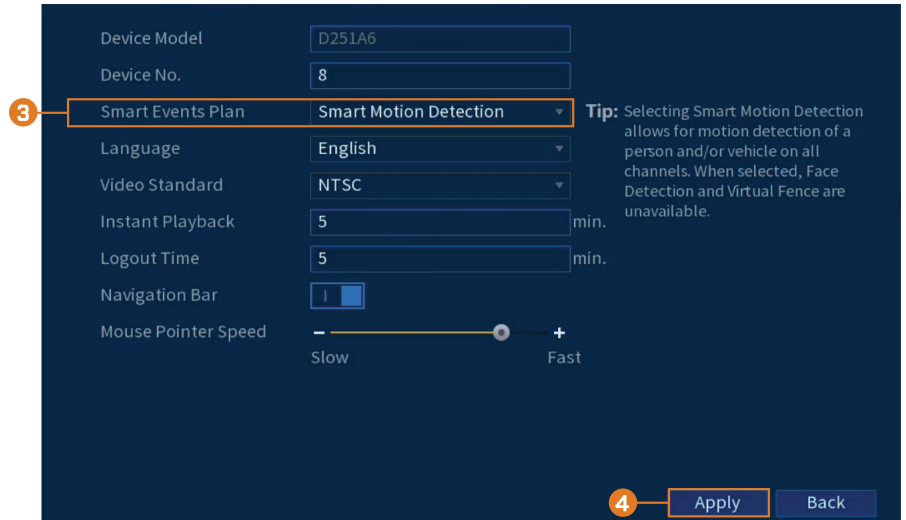 Device Model D251A6
Device No. 8
3 Smart Events Plan Smart Motion Detection Tip: Selecting Smart Motion Detection
allows for motion detection of a
Language English person and/or vehicle on all
channels. When selected, Face
Video Standard NTSC Detection and Virtual Fence are
unavailable.
Instant Playback 5 min.
Logout Time 5 min.
Navigation Bar
Mouse Pointer Speed - +
Slow Fast
4 Apply Back